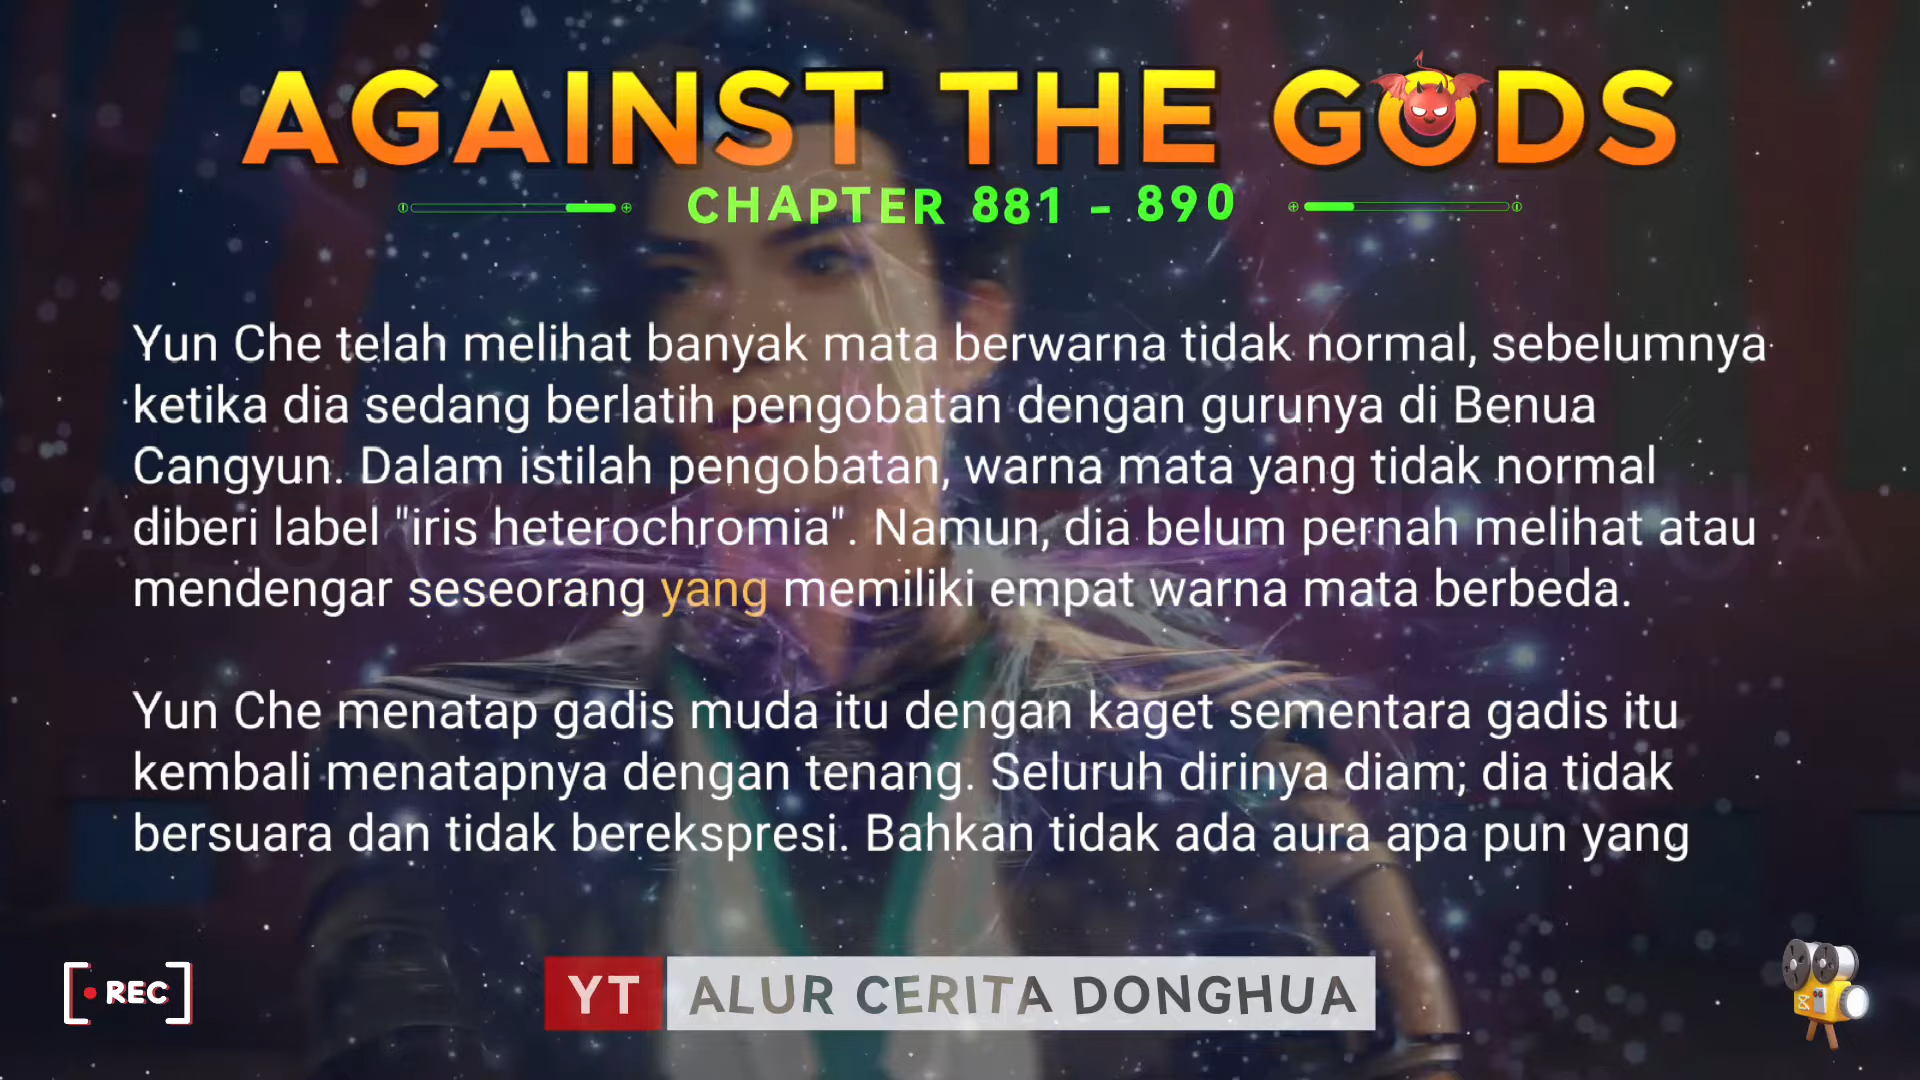 AGAINST THE GODS
CHAPTER 881 - 890
Yun Che telah melihat banyak mata berwarna tidak normal, sebelumnya
ketika dia sedang berlatih pengobatan dengan gurunya di Benua
Cangyun. Dalam istilah pengobatan, warna mata yang tidak normal
diberi label "iris heterochromia". Namun, dia belum pernah melihat atau
mendengar seseorang yang memiliki empat warna mata berbeda.
Yun Che menatap gadis muda itu dengan kaget sementara gadis itu
kembali menatapnya dengan tenang. Seluruh dirinya diam; dia tidak
bersuara dan tidak berekspresi. Bahkan tidak ada aura apa pun yang
REC
YT ALUR CERITA DONGHUA